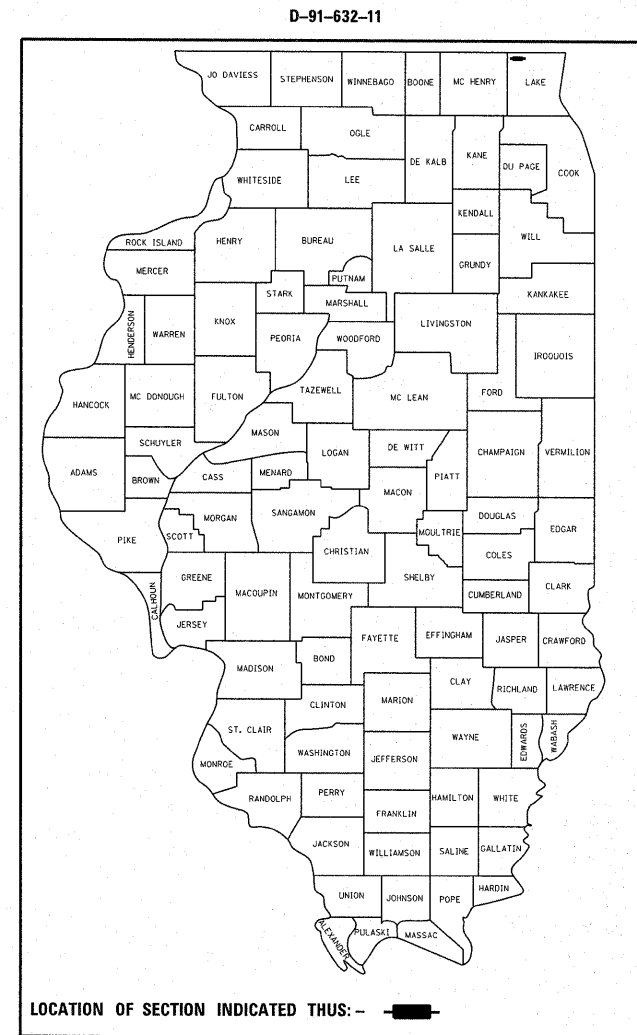 D-91-632-11
JO DAVIESS STEPHENSON WINNEBAGO BOONE MC HENRY LAKE
CARROLL OGLE
DE KALB KANE DU PAGE COOK
WHITESIDE LEE
KENDALL
ROCK ISLAND HENRY BUREAU LA SALLE WILL
MERCER PUTNAM GRUNDY
STARK MARSHALL KANKAKEE
HENDERSON WARREN KNOX PEORIA WOODFORD LIVINGSTON
IROQUOIS
HANCOCK MC DONOUGH FULTON TAZEWELL MC LEAN FORD
MASON
SCHUYLER LOGAN DE WITT CHAMPAIGN VERMILION
ADAMS BROWN CASS MENARD PIATT
MACON
MORGAN SANGAMON DOUGLAS
PIKE SCOTT MOULTRIE EDGAR
CHRISTIAN COLES
GREENE SHELBY
CALHOUN MACOUPIN MONTGOMERY CUMBERLAND CLARK
JERSEY
FAYETTE EFFINGHAM JASPER CRAWFORD
MADISON BOND
CLAY RICHLAND LAWRENCE
CLINTON MARION
ST. CLAIR WAYNE EDWARDS WABASH
WASHINGTON
MONROE JEFFERSON
RANDOLPH PERRY HAMILTON WHITE
FRANKLIN
JACKSON WILLIAMSON SALINE GALLATIN
UNION JOHNSON POPE HARDIN
ALEXANDER PULASKI MASSAC
LOCATION OF SECTION INDICATED THUS: -